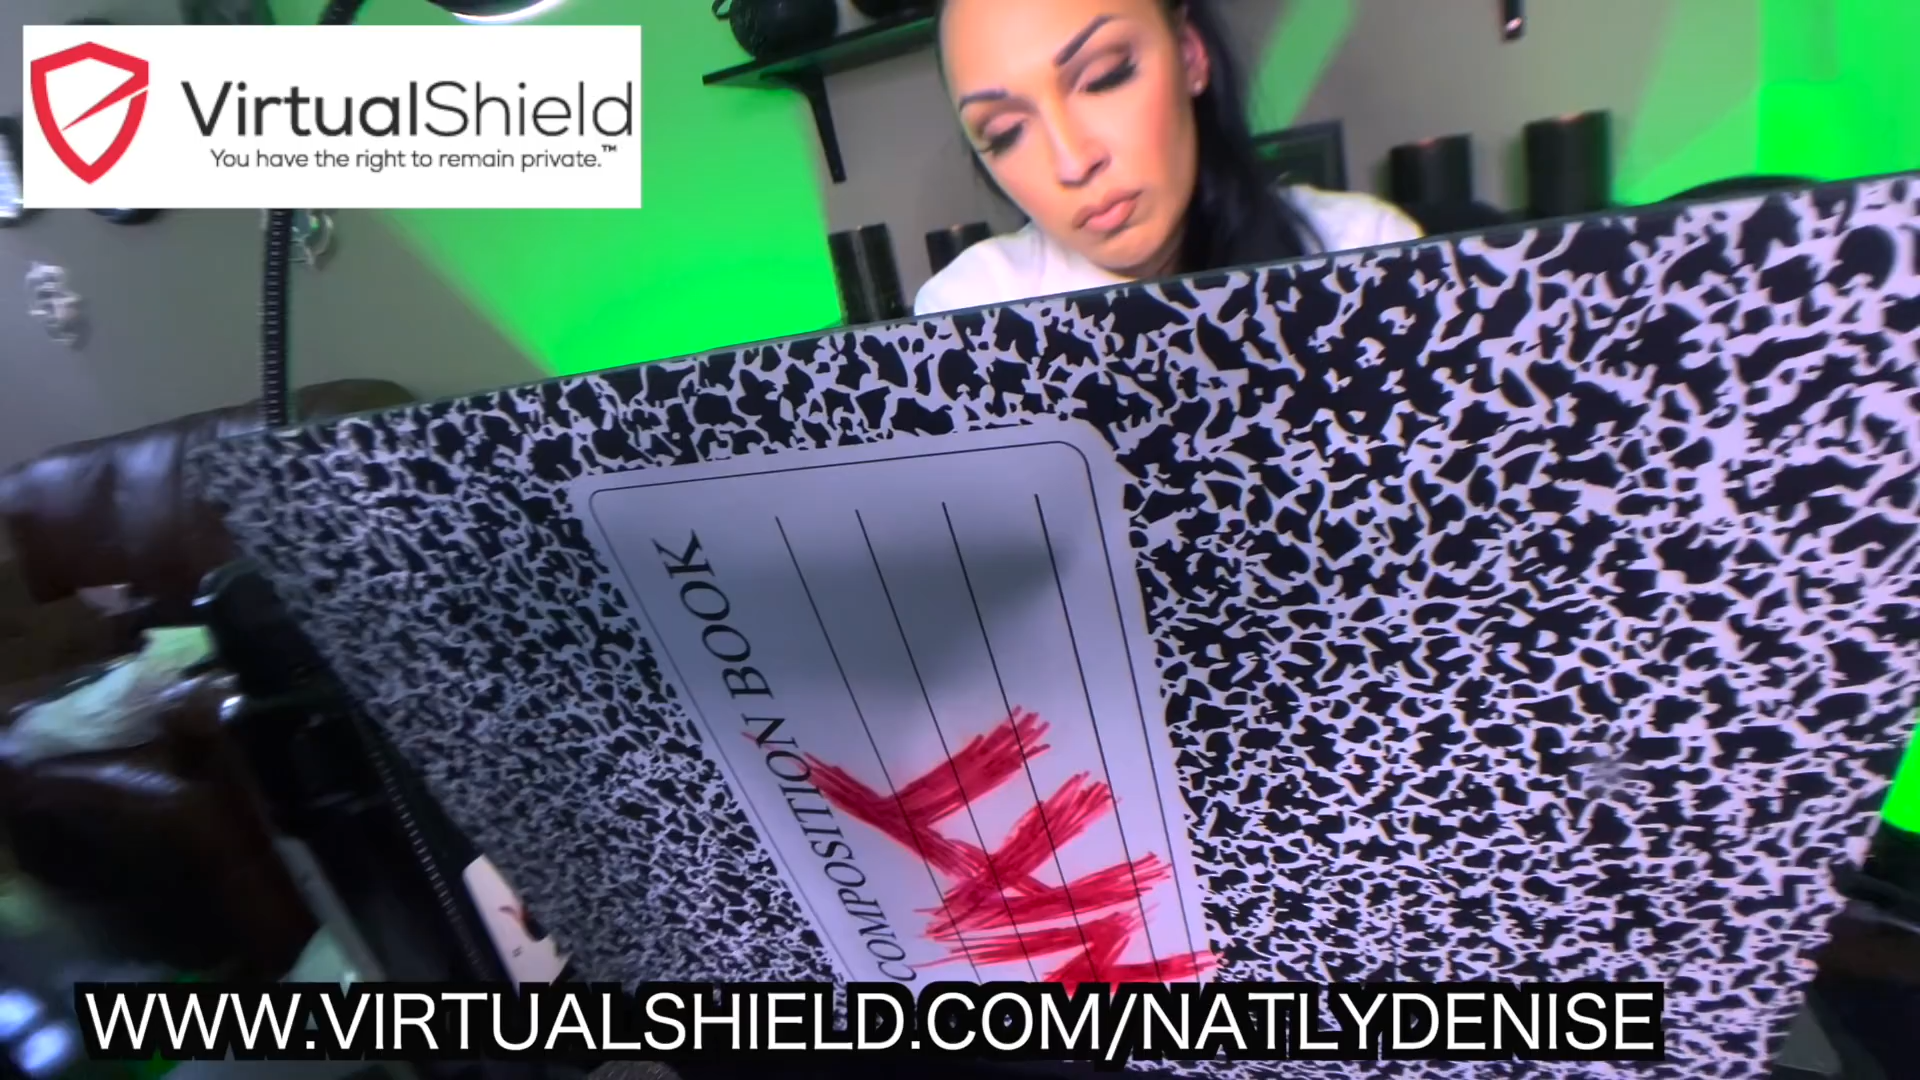 VirtualShield
You have the right to remain private.™
COMPOSITION BOOK
WWW.VIRTUALSHIELD.COM/NATLYDENISE